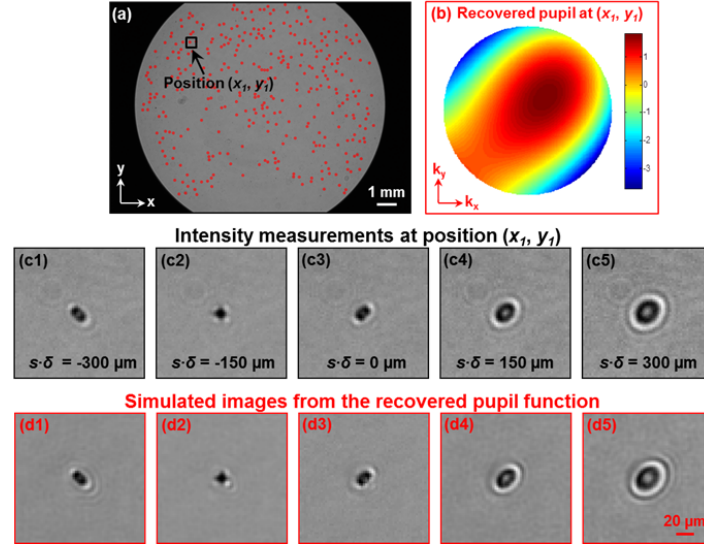 (a)
Position (x₁, y₁)
y
x
1 mm
(b) Recovered pupil at (x₁, y₁)
1
0
-1
-2
-3
kᵧ
kₓ
Intensity measurements at position (x₁, y₁)
(c1) (c2) (c3) (c4) (c5)
s·δ = -300 µm s·δ = -150 µm s·δ = 0 µm s·δ = 150 µm s·δ = 300 µm
Simulated images from the recovered pupil function
(d1) (d2) (d3) (d4) (d5)
20 µm